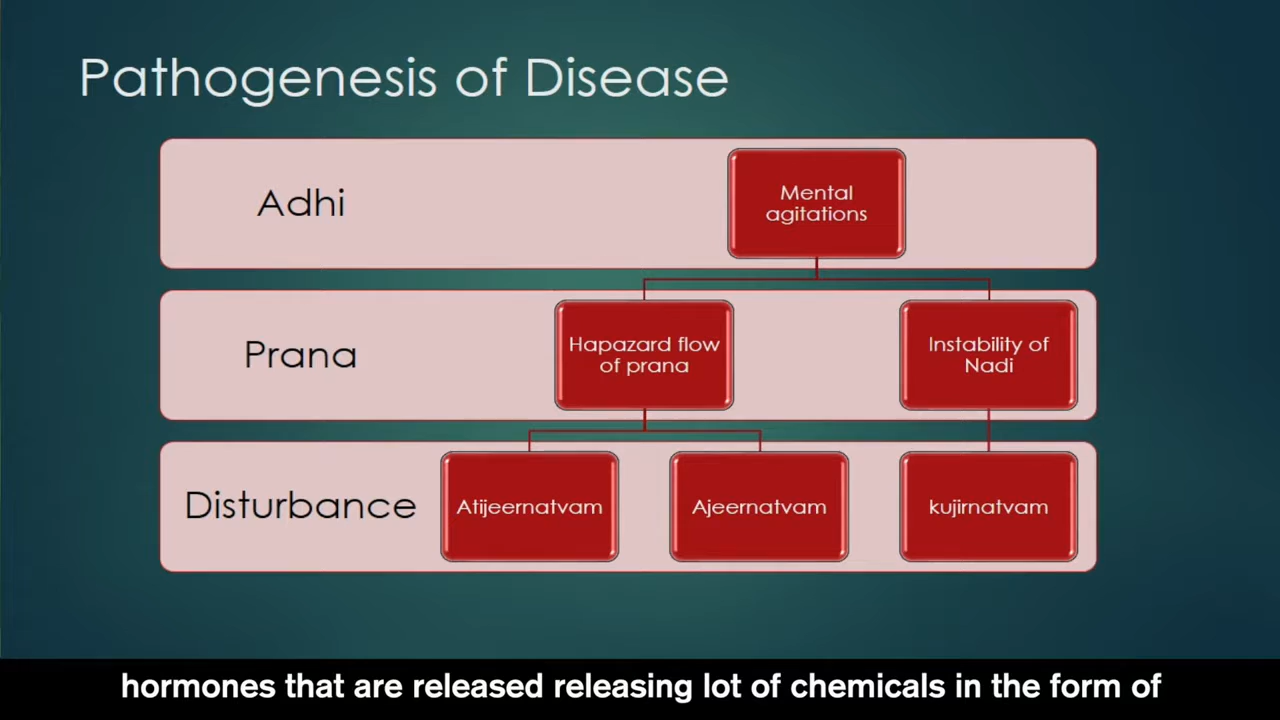 Pathogenesis of Disease
Adhi
Mental
agitations
Prana
Hapazard flow
of prana
Instability of
Nadi
Disturbance
Atijeernatvam
Ajeernatvam
kujirnatvam
hormones that are released releasing lot of chemicals in the form of